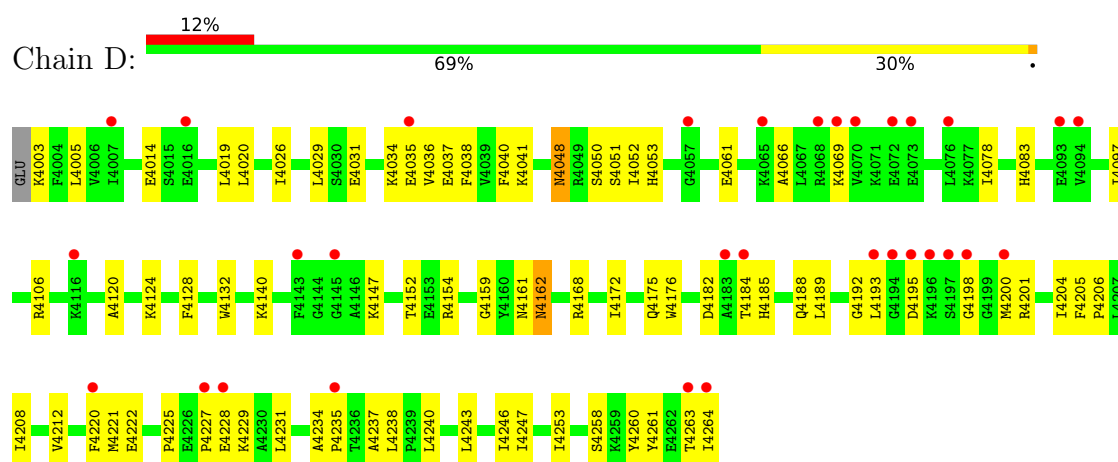 12%
Chain D:
69%
30%
•
GLU K4003 F4004 L4005 V4006 I4007 E4014 S4015 E4016 L4019 L4020 I4026 L4029 S4030 E4031 K4034 E4035 V4036 E4037 F4038 V4039 F4040 K4041 N4048 R4049 S4050 S4051 I4052 H4053 G4057 E4061 K4065 A4066 L4067 R4068 K4069 V4070 K4071 E4072 E4073 L4076 K4077 I4078 H4083 E4093 V4094
R4106 K4116 A4120 K4124 F4128 W4132 K4140 F4143 G4144 G4145 A4146 K4147 T4152 E4153 R4154 G4159 Y4160 N4161 N4162 R4168 I4172 Q4175 W4176 D4182 A4183 T4184 H4185 Q4188 L4189 G4192 L4193 G4194 D4195 K4196 S4197 G4198 G4199 M4200 R4201 I4204 F4205 P4206
I4208 V4212 F4220 M4221 E4222 P4225 E4226 P4227 E4228 K4229 A4230 L4231 A4234 P4235 T4236 A4237 L4238 P4239 L4240 L4243 I4246 I4247 I4253 S4258 K4259 Y4260 Y4261 E4262 T4263 I4264